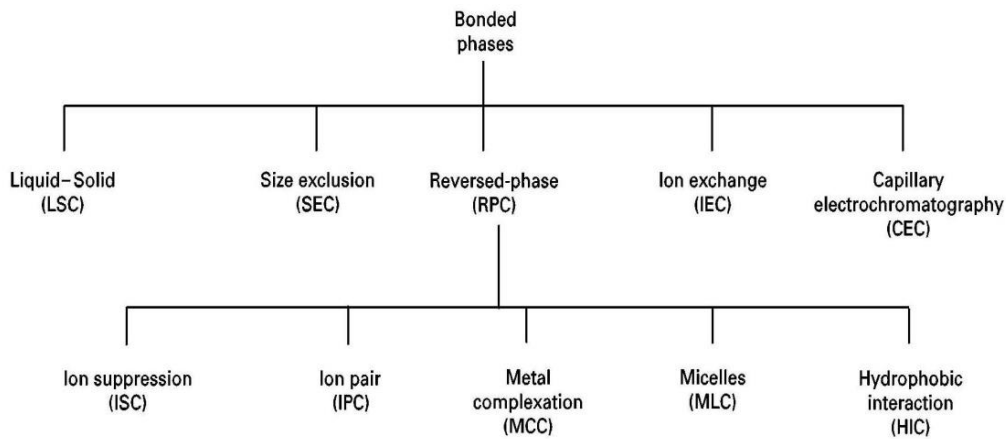 Bonded
phases
Liquid–Solid
(LSC)
Size exclusion
(SEC)
Reversed-phase
(RPC)
Ion exchange
(IEC)
Capillary
electrochromatography
(CEC)
Ion suppression
(ISC)
Ion pair
(IPC)
Metal
complexation
(MCC)
Micelles
(MLC)
Hydrophobic
interaction
(HIC)